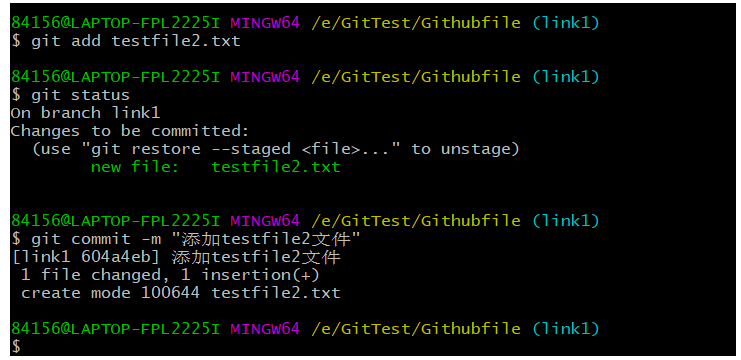 84156@LAPTOP-FPL2225I MINGW64 /e/GitTest/Githubfile (link1)
$ git add testfile2.txt
84156@LAPTOP-FPL2225I MINGW64 /e/GitTest/Githubfile (link1)
$ git status
On branch link1
Changes to be committed:
  (use "git restore --staged <file>..." to unstage)
        new file:   testfile2.txt
84156@LAPTOP-FPL2225I MINGW64 /e/GitTest/Githubfile (link1)
$ git commit -m "添加testfile2文件"
[link1 604a4eb] 添加testfile2文件
 1 file changed, 1 insertion(+)
 create mode 100644 testfile2.txt
84156@LAPTOP-FPL2225I MINGW64 /e/GitTest/Githubfile (link1)
$